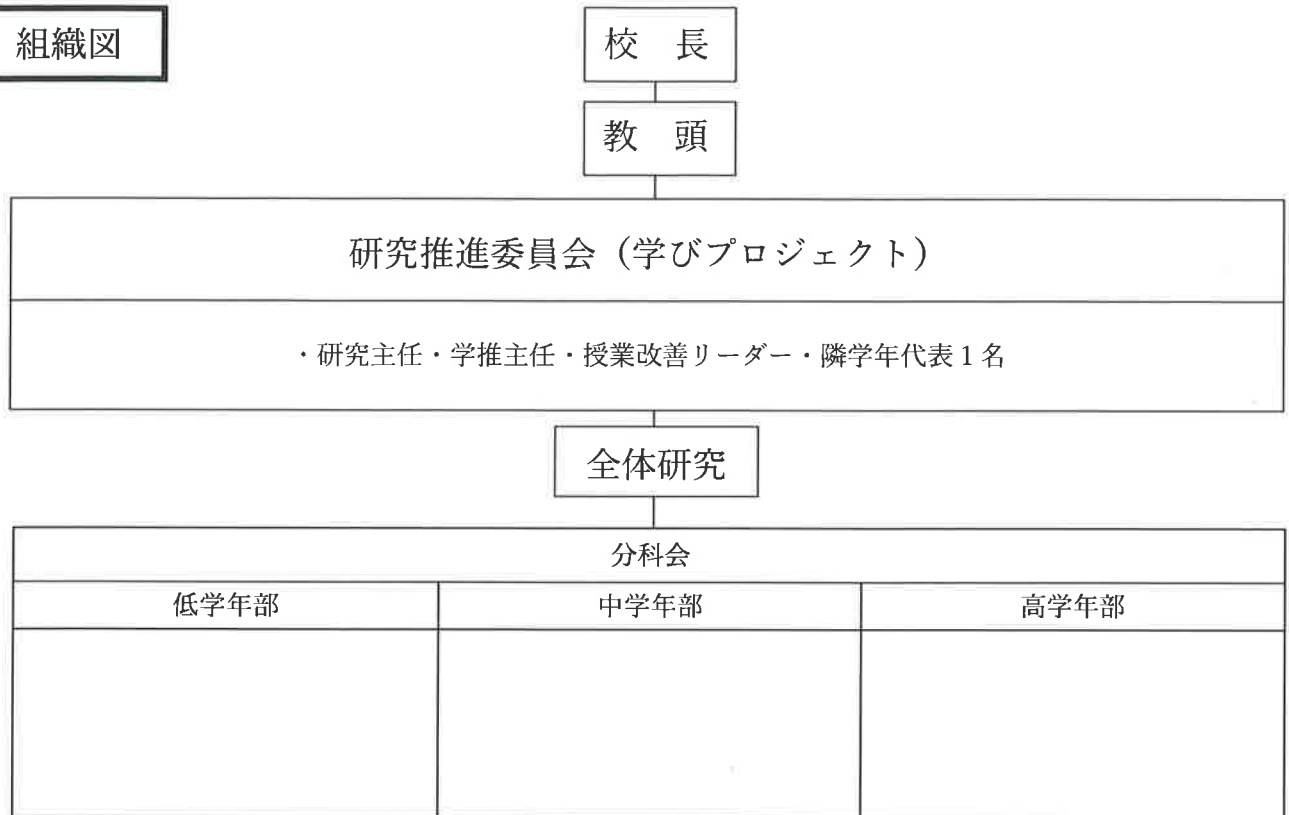 組織図
校　長
教　頭
研究推進委員会（学びプロジェクト）
・研究主任・学推主任・授業改善リーダー・隣学年代表１名
全体研究
分科会
低学年部
中学年部
高学年部